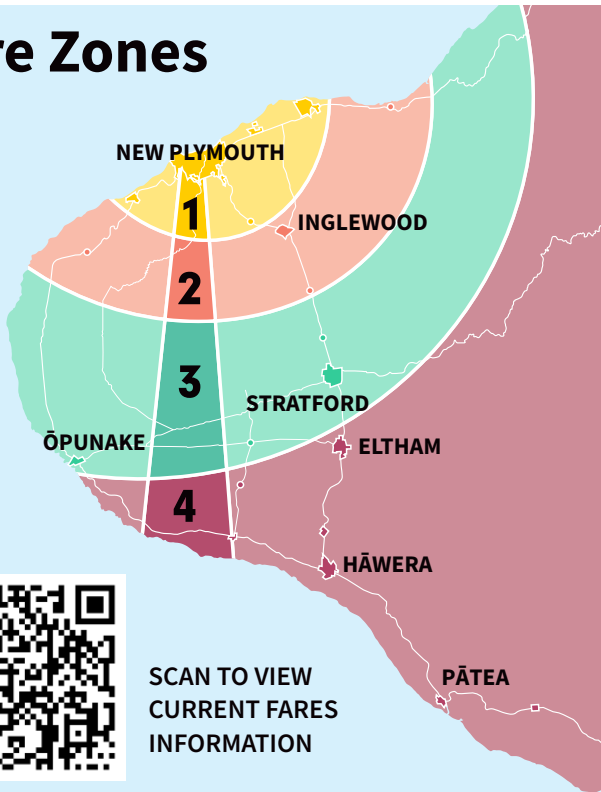 re Zones
NEW PLYMOUTH
1
INGLEWOOD
2
3
STRATFORD
ŌPUNAKE
ELTHAM
4
HĀWERA
PĀTEA
SCAN TO VIEW
CURRENT FARES
INFORMATION